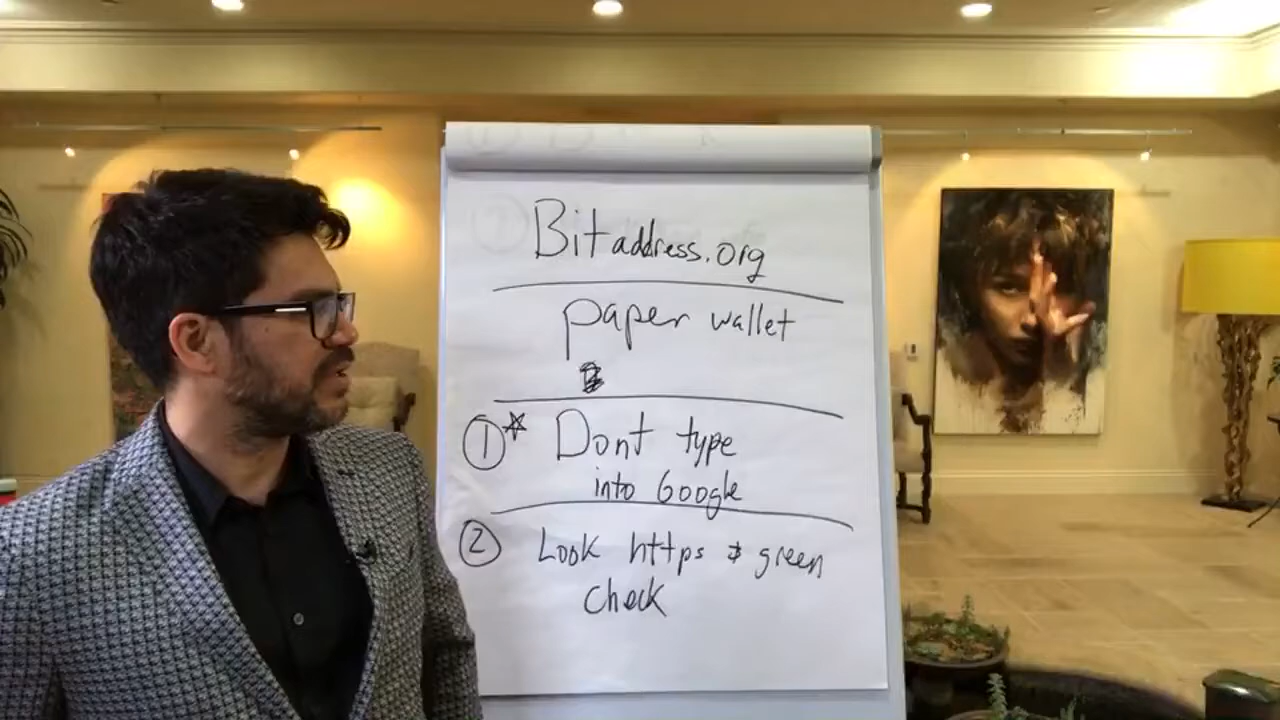 Bitaddress.org
paper wallet
① * Dont type
into Google
② Look https & green
check